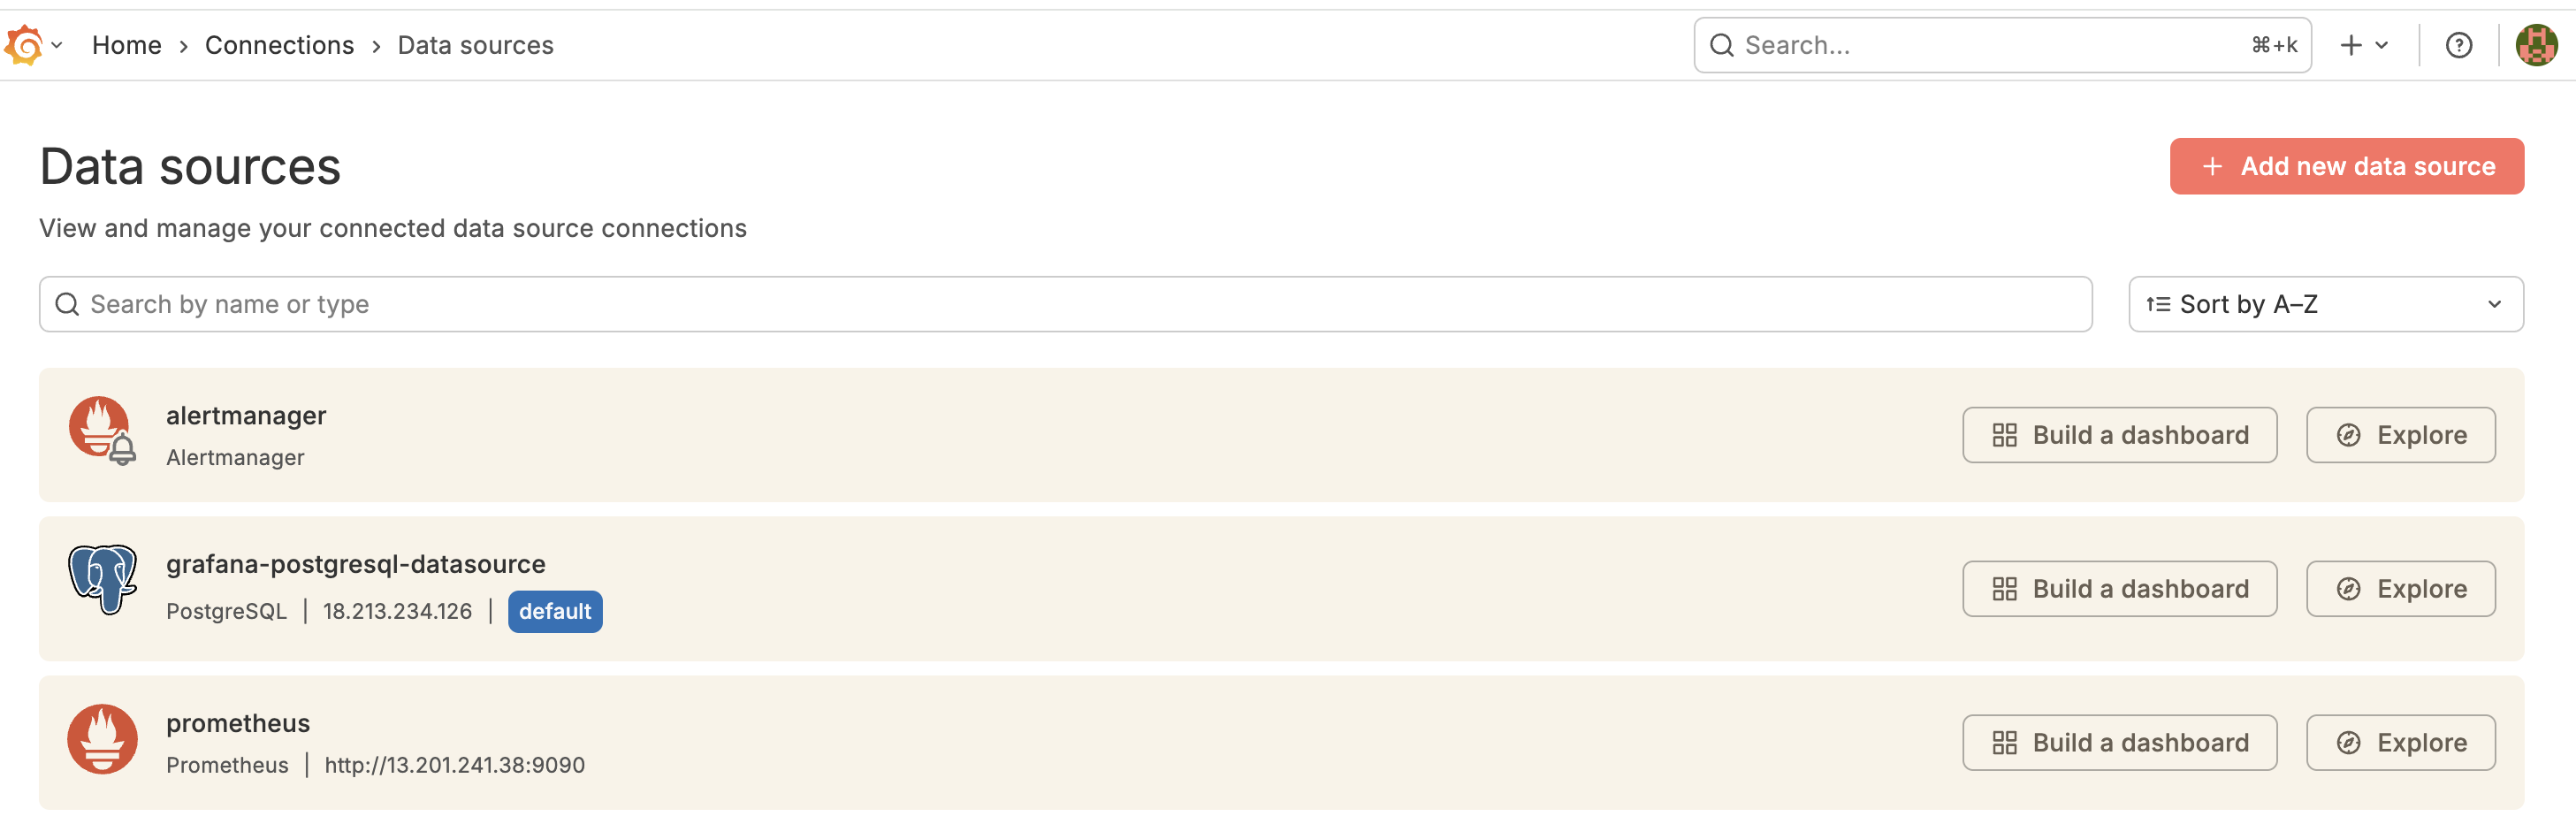 Home > Connections > Data sources
Search... ⌘+k
Data sources
Add new data source
View and manage your connected data source connections
Search by name or type
Sort by A–Z
alertmanager
Alertmanager
Build a dashboard
Explore
grafana-postgresql-datasource
PostgreSQL | 18.213.234.126 | default
Build a dashboard
Explore
prometheus
Prometheus | http://13.201.241.38:9090
Build a dashboard
Explore